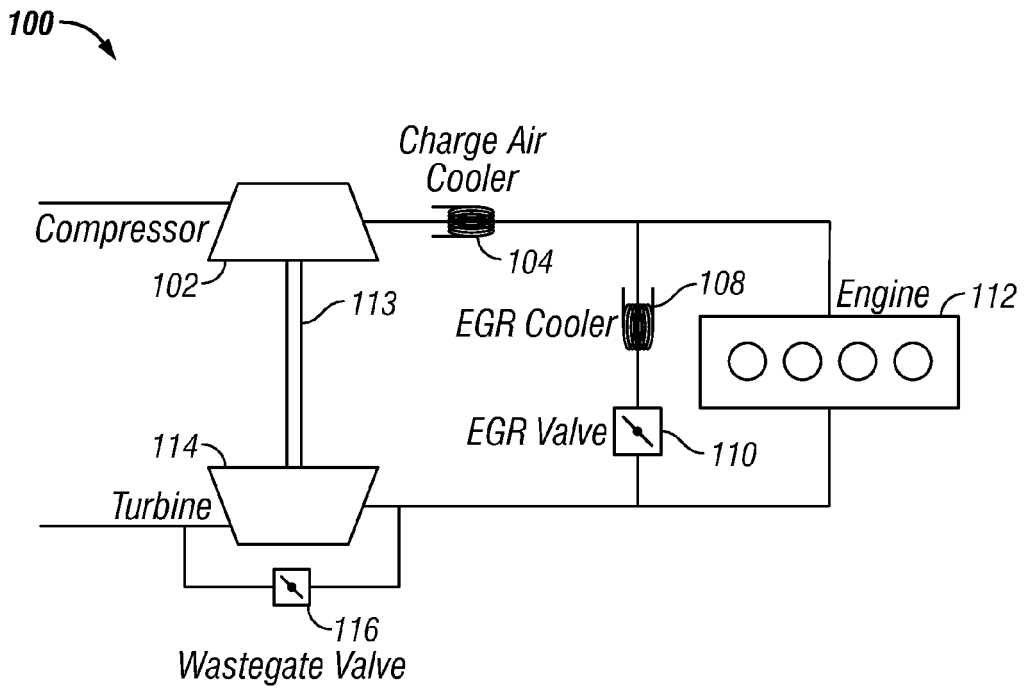 100
Charge Air
Cooler
Compressor
104
102
113
108
EGR Cooler
Engine
112
EGR Valve
110
114
Turbine
116
Wastegate Valve